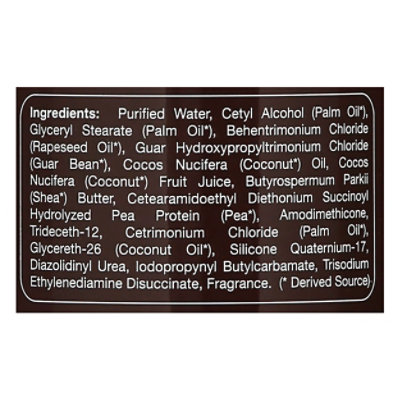 Ingredients: Purified Water, Cetyl Alcohol (Palm Oil*),
Glyceryl Stearate (Palm Oil*), Behentrimonium Chloride
(Rapeseed Oil*), Guar Hydroxypropyltrimonium Chloride
(Guar Bean*), Cocos Nucifera (Coconut*) Oil, Cocos
Nucifera (Coconut*) Fruit Juice, Butyrospermum Parkii
(Shea*) Butter, Cetearamidoethyl Diethonium Succinoyl
Hydrolyzed Pea Protein (Pea*), Amodimethicone,
Trideceth-12, Cetrimonium Chloride (Palm Oil*),
Glycereth-26 (Coconut Oil*), Silicone Quaternium-17,
Diazolidinyl Urea, Iodopropynyl Butylcarbamate, Trisodium
Ethylenediamine Disuccinate, Fragrance. (* Derived Source)